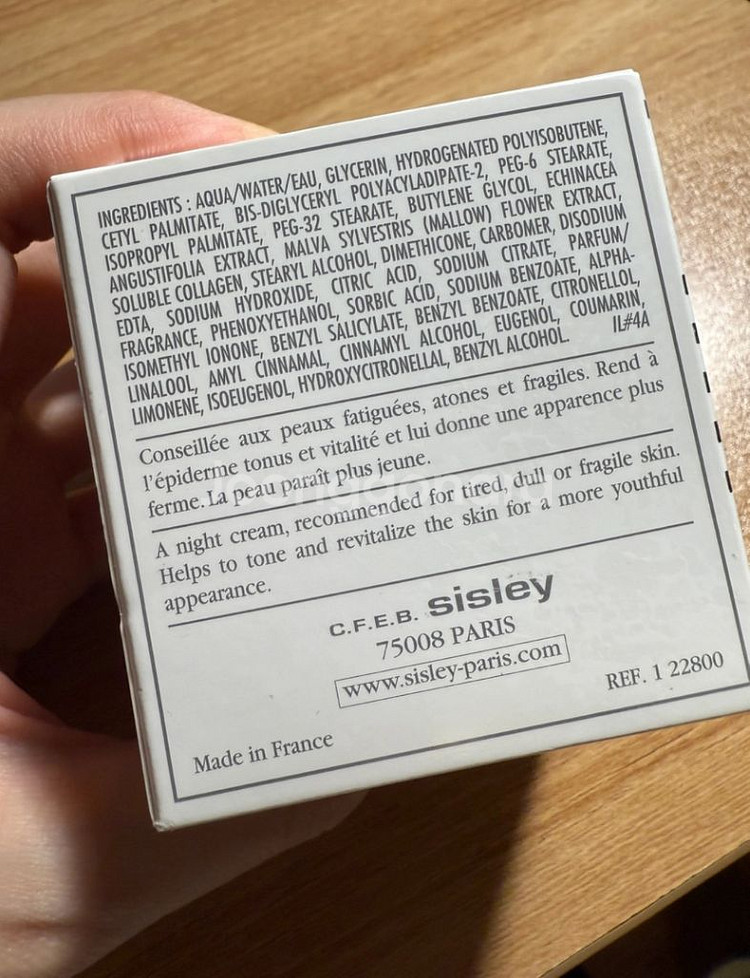 INGREDIENTS : AQUA/WATER/EAU, GLYCERIN, HYDROGENATED POLYISOBUTENE,
CETYL PALMITATE, BIS-DIGLYCERYL POLYACYLADIPATE-2, PEG-6 STEARATE,
ISOPROPYL PALMITATE, PEG-32 STEARATE, BUTYLENE GLYCOL, ECHINACEA
ANGUSTIFOLIA EXTRACT, MALVA SYLVESTRIS (MALLOW) FLOWER EXTRACT,
SOLUBLE COLLAGEN, STEARYL ALCOHOL, DIMETHICONE, CARBOMER, DISODIUM
EDTA, SODIUM HYDROXIDE, CITRIC ACID, SODIUM CITRATE, PARFUM/
FRAGRANCE, PHENOXYETHANOL, SORBIC ACID, SODIUM BENZOATE, ALPHA-
ISOMETHYL IONONE, BENZYL SALICYLATE, BENZYL BENZOATE, CITRONELLOL,
LINALOOL, AMYL CINNAMAL, CINNAMYL ALCOHOL, EUGENOL, COUMARIN,
LIMONENE, ISOEUGENOL, HYDROXYCITRONELLAL, BENZYL ALCOHOL. IL#4A
Conseillée aux peaux fatiguées, atones et fragiles. Rend à
l'épiderme tonus et vitalité et lui donne une apparence plus
ferme. La peau paraît plus jeune.
A night cream, recommended for tired, dull or fragile skin.
Helps to tone and revitalize the skin for a more youthful
appearance.
C.F.E.B. sisley
75008 PARIS
www.sisley-paris.com
REF. 1 22800
Made in France